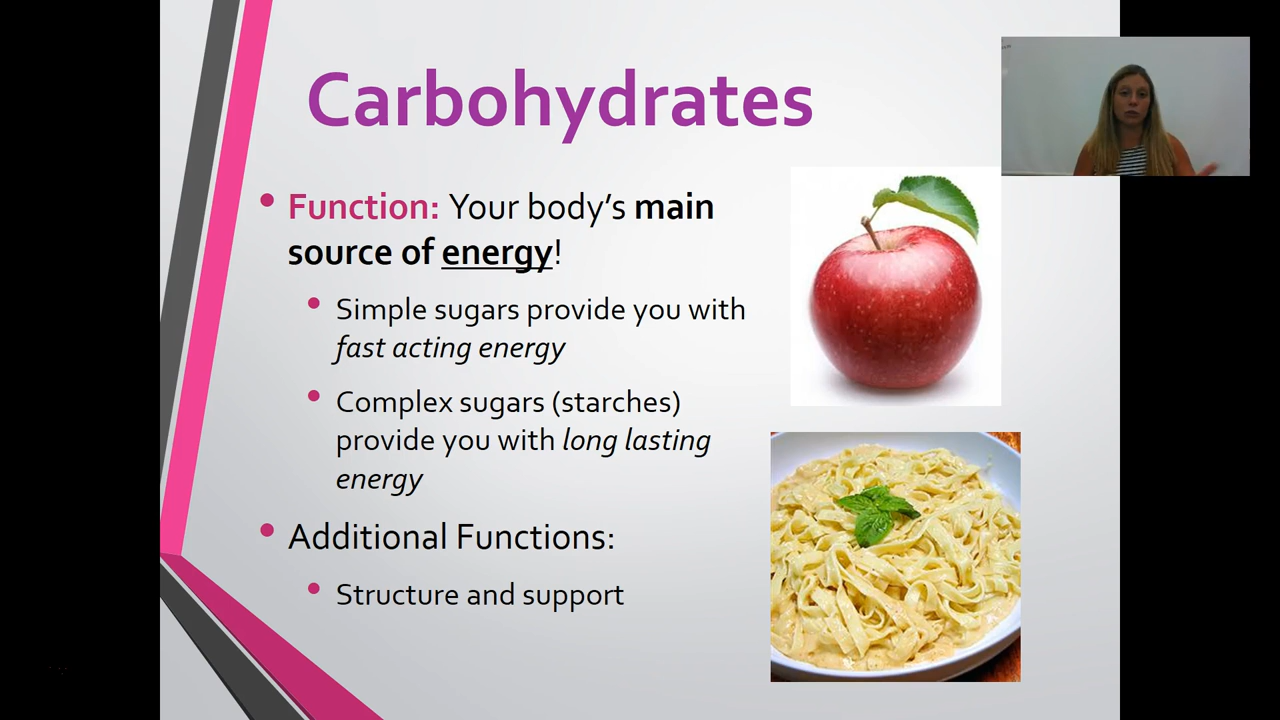 Carbohydrates
Function: Your body's main
source of energy!
Simple sugars provide you with
fast acting energy
Complex sugars (starches)
provide you with long lasting
energy
Additional Functions:
Structure and support